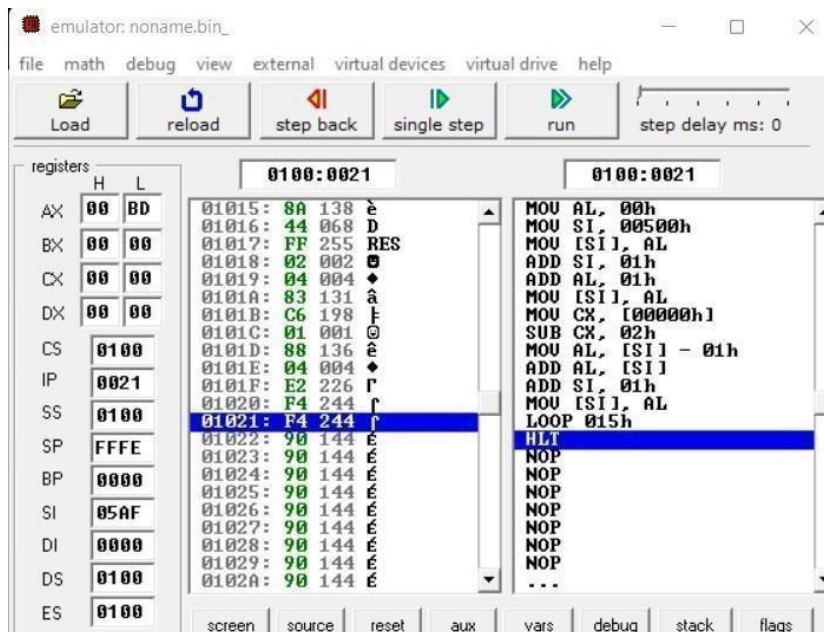 emulator: noname.bin_
file math debug view external virtual devices virtual drive help
Load reload step back single step run step delay ms: 0
registers
H L
AX 00 BD
BX 00 00
CX 00 00
DX 00 00
CS 0100
IP 0021
SS 0100
SP FFFE
BP 0000
SI 05AF
DI 0000
DS 0100
ES 0100
0100:0021
01015: 8A 138 è
01016: 44 068 D
01017: FF 255 RES
01018: 02 002 ☻
01019: 04 004 ♦
0101A: 83 131 â
0101B: C6 198 ╞
0101C: 01 001 ☺
0101D: 88 136 ê
0101E: 04 004 ♦
0101F: E2 226 Γ
01020: F4 244 ⌠
01021: F4 244 ⌠
01022: 90 144 É
01023: 90 144 É
01024: 90 144 É
01025: 90 144 É
01026: 90 144 É
01027: 90 144 É
01028: 90 144 É
01029: 90 144 É
0102A: 90 144 É
0100:0021
MOV AL, 00h
MOV SI, 00500h
MOV [SI], AL
ADD SI, 01h
ADD AL, 01h
MOV [SI], AL
MOV CX, [00000h]
SUB CX, 02h
MOV AL, [SI] - 01h
ADD AL, [SI]
ADD SI, 01h
MOV [SI], AL
LOOP 015h
HLT
NOP
NOP
NOP
NOP
NOP
NOP
NOP
...
screen source reset aux vars debug stack flags